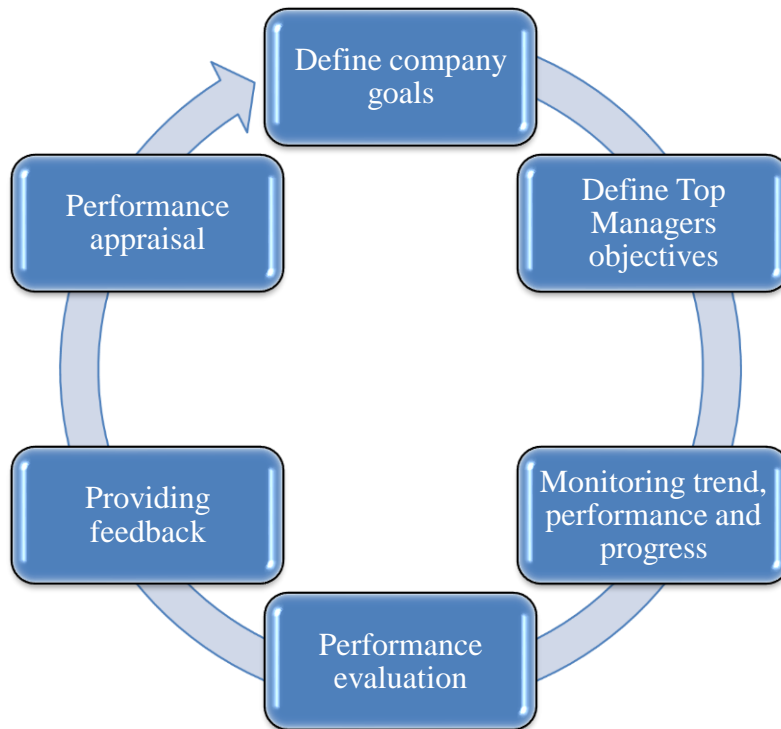 Define company
goals
Define Top
Managers
objectives
Monitoring trend,
performance and
progress
Performance
evaluation
Providing
feedback
Performance
appraisal